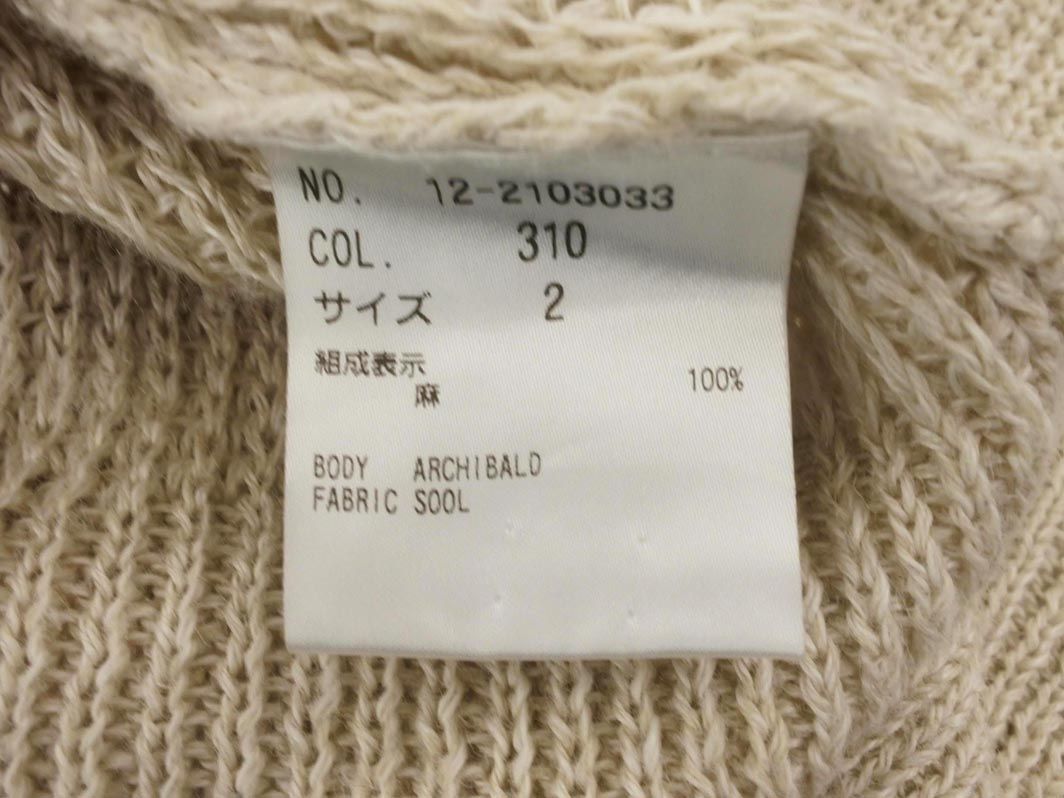 NO. 12-2103033
COL. 310
サイズ 2
組成表示
麻 100%
BODY ARCHIBALD
FABRIC SOOL